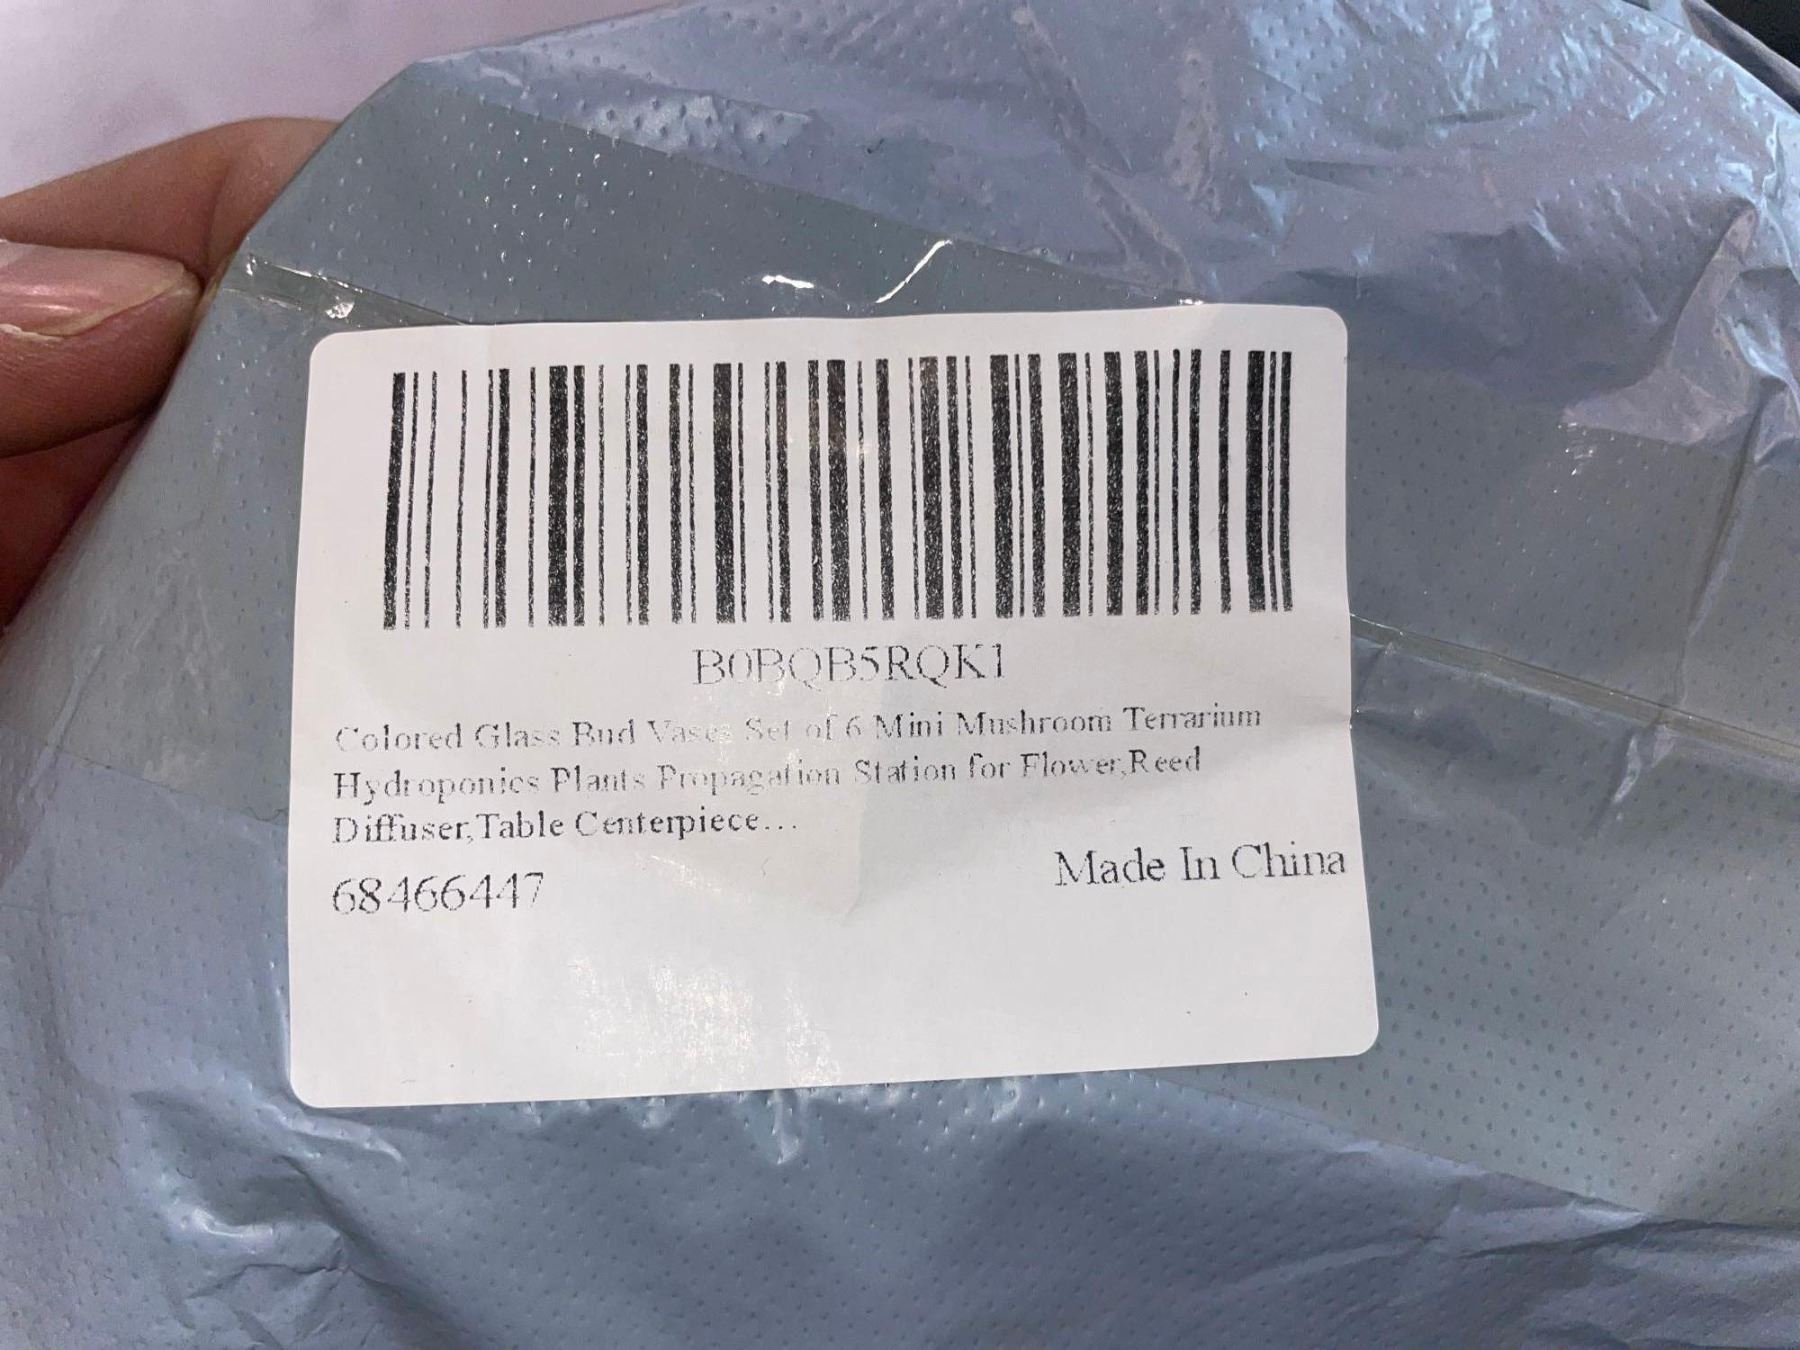 B0BQB5RQK1
Colored Glass Bud Vases Set of 6 Mini Mushroom Terrarium
Hydroponics Plants Propagation Station for Flower,Reed
Diffuser,Table Centerpiece...
68466447
Made In China